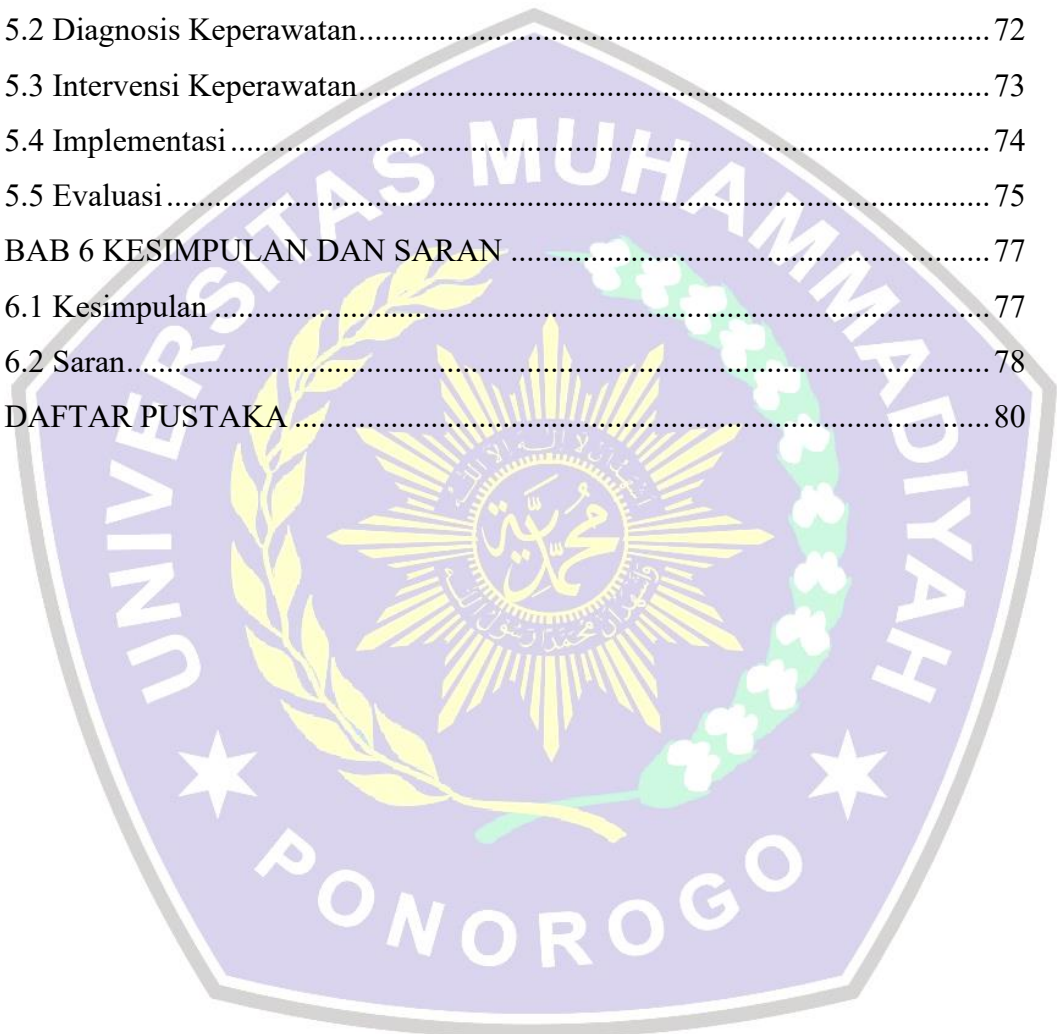 5.2 Diagnosis Keperawatan........................................................................72
5.3 Intervensi Keperawatan........................................................................73
5.4 Implementasi........................................................................74
5.5 Evaluasi........................................................................75
BAB 6 KESIMPULAN DAN SARAN........................................................................77
6.1 Kesimpulan........................................................................77
6.2 Saran........................................................................78
DAFTAR PUSTAKA........................................................................80
UNIVERSITAS MUHAMMADIYAH
PONOROGO
محمدية